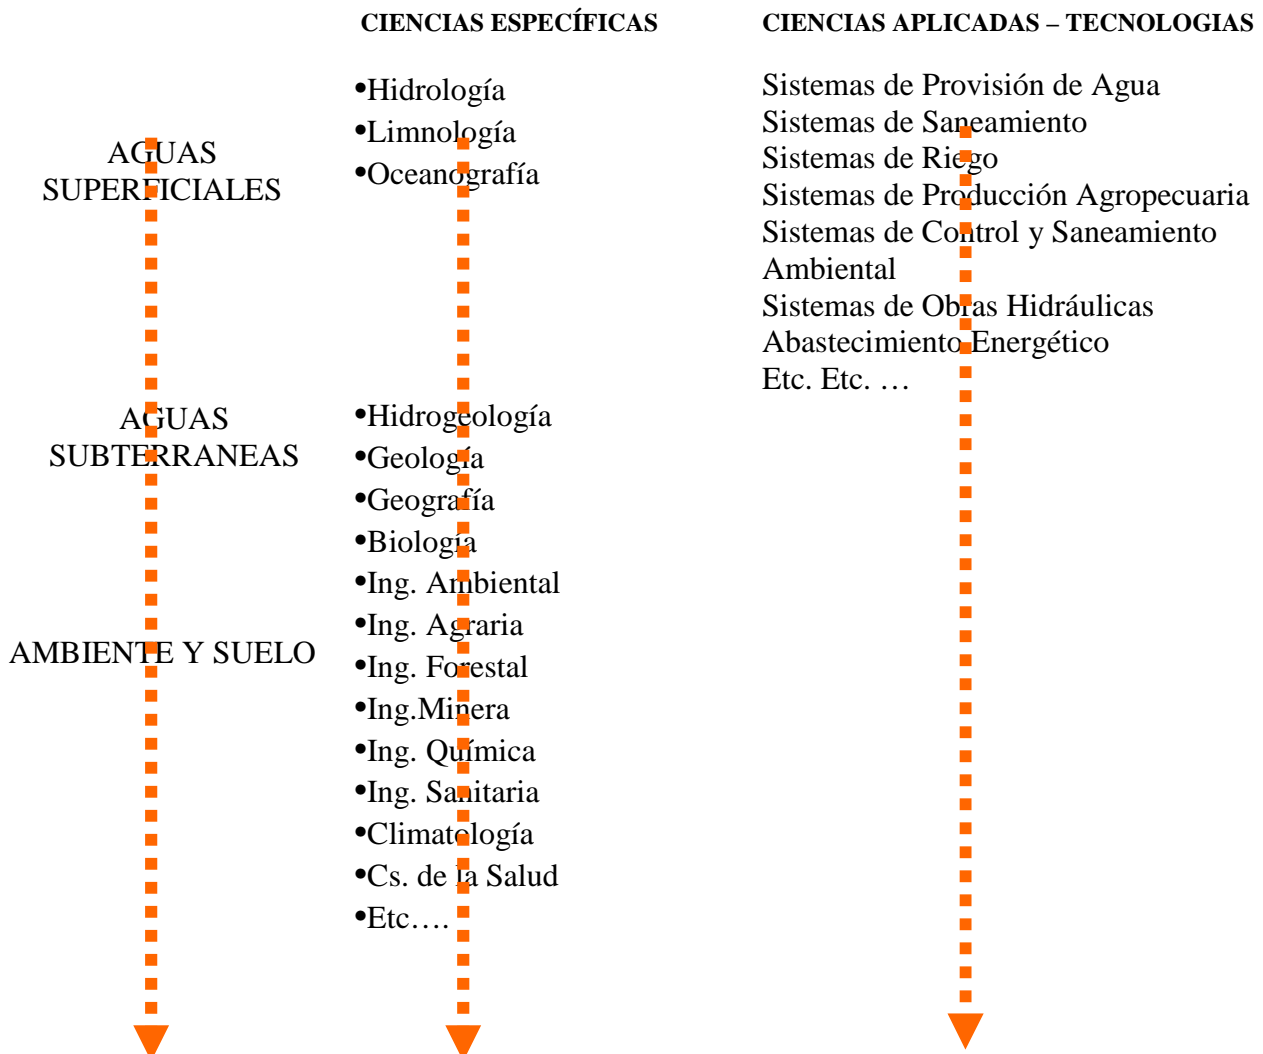 CIENCIAS ESPECÍFICAS
CIENCIAS APLICADAS – TECNOLOGIAS
AGUAS
SUPERFICIALES
•Hidrología
•Limnología
•Oceanografía
Sistemas de Provisión de Agua
Sistemas de Saneamiento
Sistemas de Riego
Sistemas de Producción Agropecuaria
Sistemas de Control y Saneamiento
Ambiental
Sistemas de Obras Hidráulicas
Abastecimiento Energético
Etc. Etc. …
AGUAS
SUBTERRANEAS
•Hidrogeología
•Geología
•Geografía
•Biología
•Ing. Ambiental
•Ing. Agraria
AMBIENTE Y SUELO
•Ing. Forestal
•Ing.Minera
•Ing. Química
•Ing. Sanitaria
•Climatología
•Cs. de la Salud
•Etc….